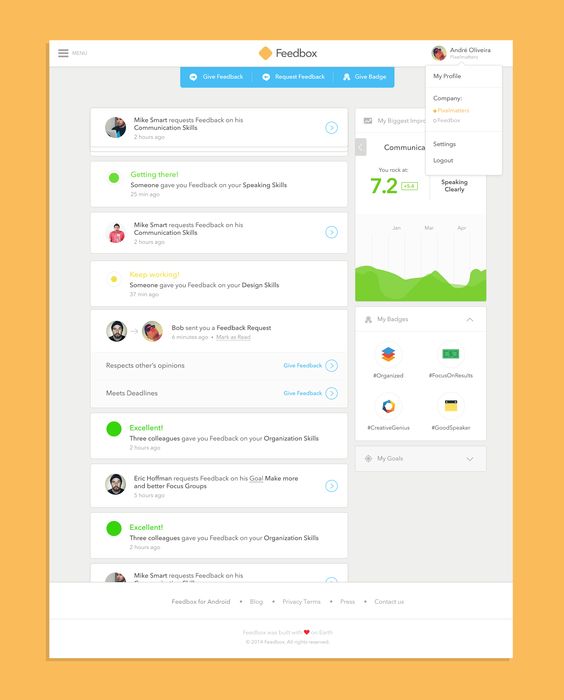 MENU
Feedbox
André Oliveira
Pixelmatters
Give Feedback
Request Feedback
Give Badge
My Profile
Company:
Pixelmatters
Feedbox
Settings
Logout
Mike Smart requests Feedback on his
Communication Skills
2 hours ago
Getting there!
Someone gave you Feedback on your Speaking Skills
25 min ago
Mike Smart requests Feedback on his
Communication Skills
2 hours ago
Keep working!
Someone gave you Feedback on your Design Skills
37 min ago
Bob sent you a Feedback Request
6 minutes ago • Mark as Read
Respects other's opinions
Give Feedback
Meets Deadlines
Give Feedback
Excellent!
Three colleagues gave you Feedback on your Organization Skills
2 hours ago
Eric Hoffman requests Feedback on his Goal Make more
and better Focus Groups
5 hours ago
Excellent!
Three colleagues gave you Feedback on your Organization Skills
2 hours ago
Mike Smart requests Feedback on his
My Biggest Impro
Communica
You rock at:
7.2
+5.4
Speaking
Clearly
Jan
Mar
Apr
My Badges
#Organized
#FocusOnResults
#CreativeGenius
#GoodSpeaker
My Goals
Feedbox for Android • Blog • Privacy Terms • Press • Contact us
Feedbox was built with ❤ on Earth
© 2014 Feedbox. All rights reserved.